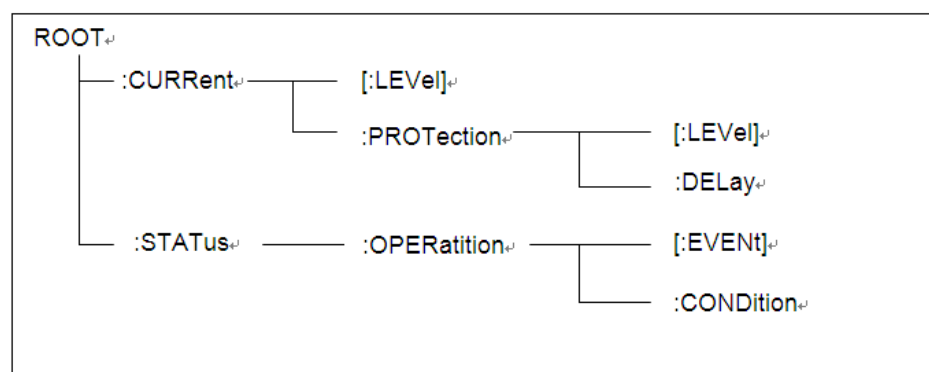 ROOT↵
:CURRent↵ [:LEVel]↵
:PROTection↵ [:LEVel]↵
:DELay↵
:STATus↵ :OPERatition↵ [:EVENt]↵
:CONDition↵